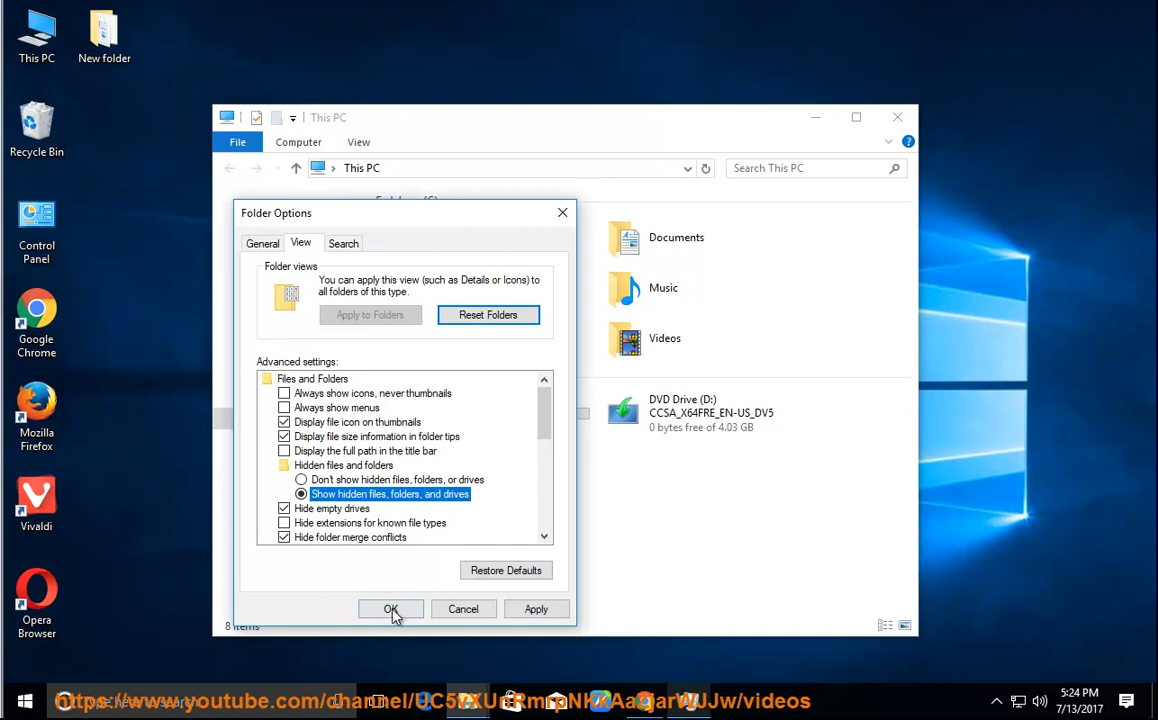 This PC
New folder
Recycle Bin
Control
Panel
Google
Chrome
Mozilla
Firefox
Vivaldi
Opera
Browser
This PC
File
Computer
View
This PC
Search This PC
Folder Options
General
View
Search
Folder views
You can apply this view (such as Details or Icons) to
all folders of this type.
Apply to Folders
Reset Folders
Advanced settings:
Files and Folders
Always show icons, never thumbnails
Always show menus
Display file icon on thumbnails
Display file size information in folder tips
Display the full path in the title bar
Hidden files and folders
Don't show hidden files, folders, or drives
Show hidden files, folders, and drives
Hide empty drives
Hide extensions for known file types
Hide folder merge conflicts
Restore Defaults
OK
Cancel
Apply
8 items
Documents
Music
Videos
DVD Drive (D:)
CCSA_X64FRE_EN-US_DV5
0 bytes free of 4.03 GB
5:24 PM
7/13/2017